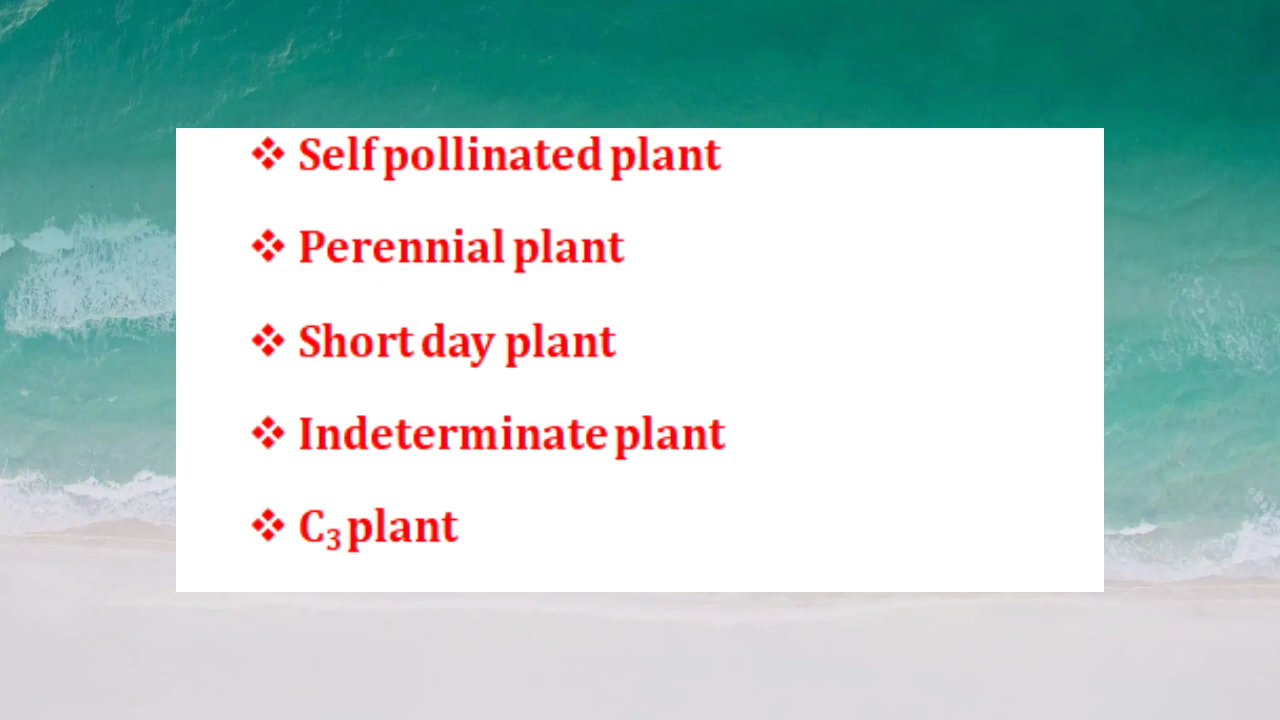 ❖ Self pollinated plant
❖ Perennial plant
❖ Short day plant
❖ Indeterminate plant
❖ C₃ plant